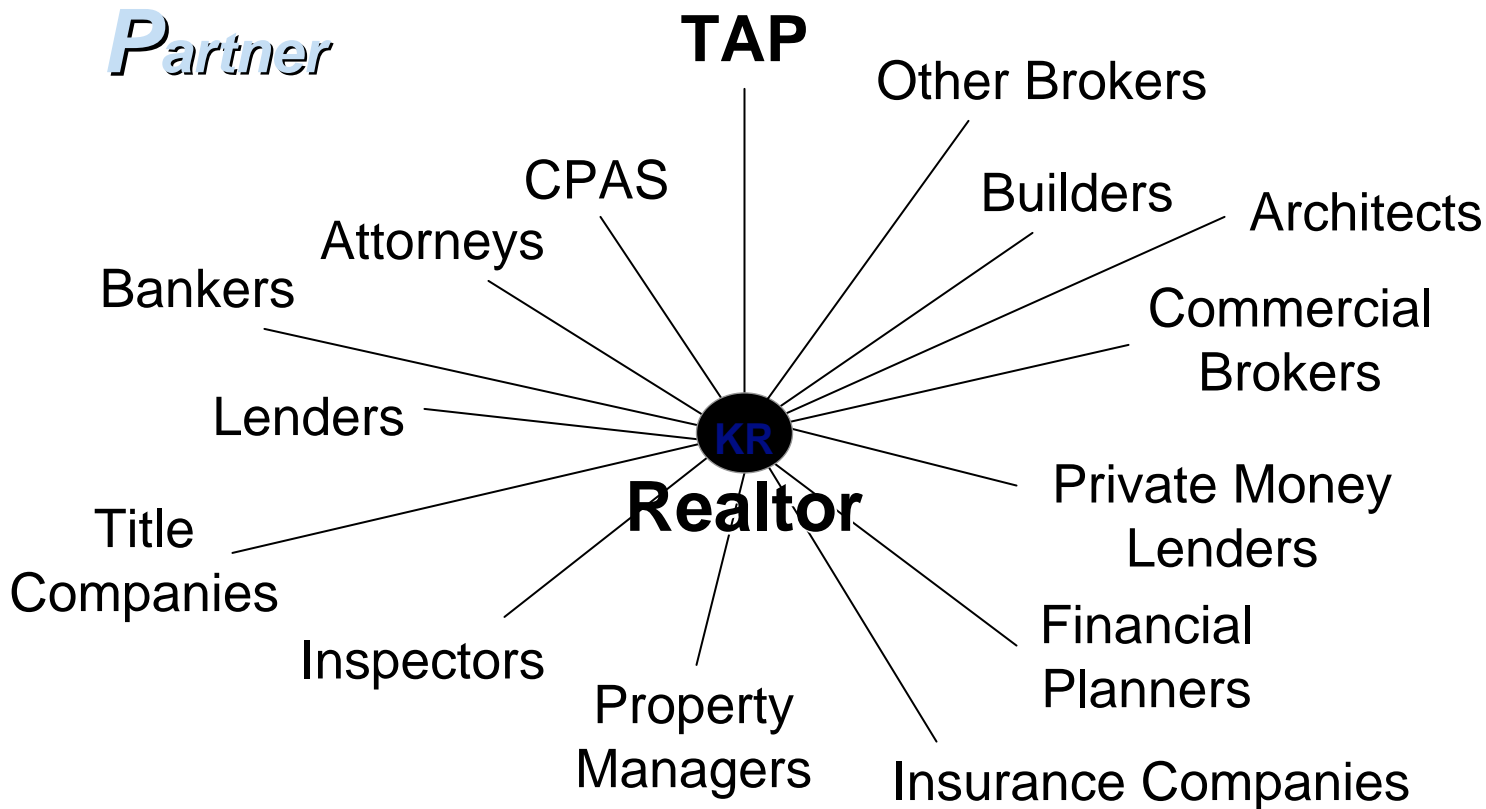 Partner
TAP
Other Brokers
CPAS
Builders
Architects
Attorneys
Bankers
Commercial
Brokers
Lenders
KR
Realtor
Private Money
Lenders
Title
Companies
Inspectors
Financial
Planners
Property
Managers
Insurance Companies